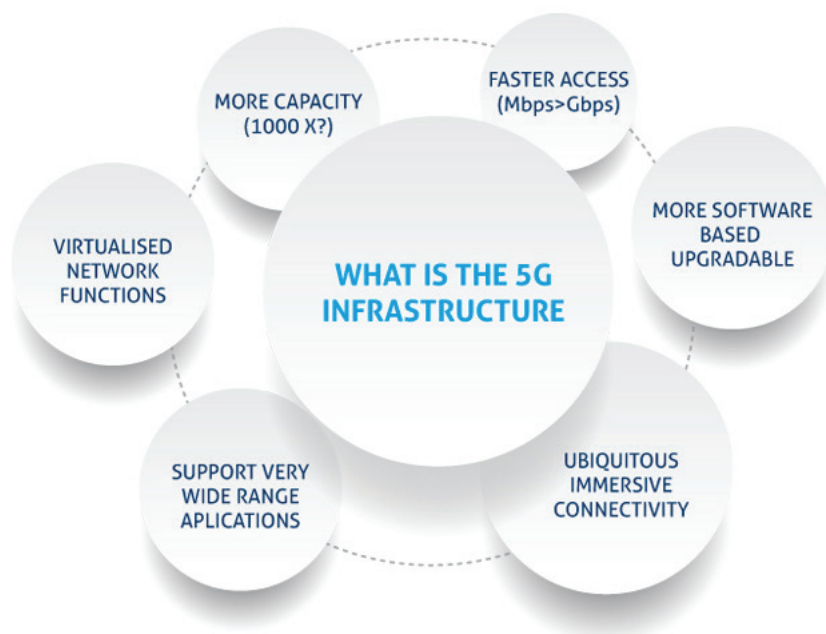 MORE CAPACITY
(1000 X?)
FASTER ACCESS
(Mbps>Gbps)
MORE SOFTWARE
BASED
UPGRADABLE
VIRTUALISED
NETWORK
FUNCTIONS
WHAT IS THE 5G
INFRASTRUCTURE
SUPPORT VERY
WIDE RANGE
APLICATIONS
UBIQUITOUS
IMMERSIVE
CONNECTIVITY